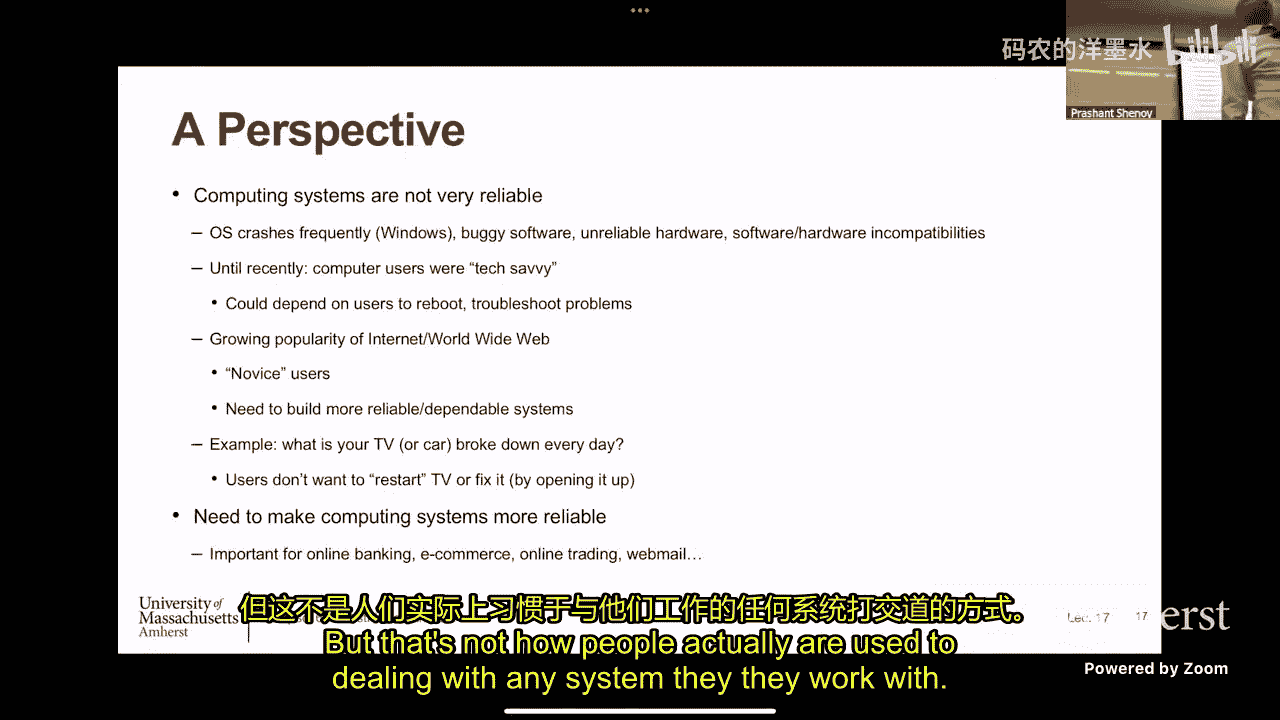 码农的洋墨水 bilibili
Prashant Shenoy
A Perspective
• Computing systems are not very reliable
– OS crashes frequently (Windows), buggy software, unreliable hardware, software/hardware incompatibilities
– Until recently: computer users were “tech savvy”
• Could depend on users to reboot, troubleshoot problems
– Growing popularity of Internet/World Wide Web
• “Novice” users
• Need to build more reliable/dependable systems
– Example: what is your TV (or car) broke down every day?
• Users don’t want to “restart” TV or fix it (by opening it up)
• Need to make computing systems more reliable
– Important for online banking, e-commerce, online trading, webmail…
University of
Massachusetts
Amherst
Lec. 17 17
erst
但这不是人们实际上习惯于与他们工作的任何系统打交道的方式。
But that's not how people actually are used to
dealing with any system they they work with.
Powered by Zoom